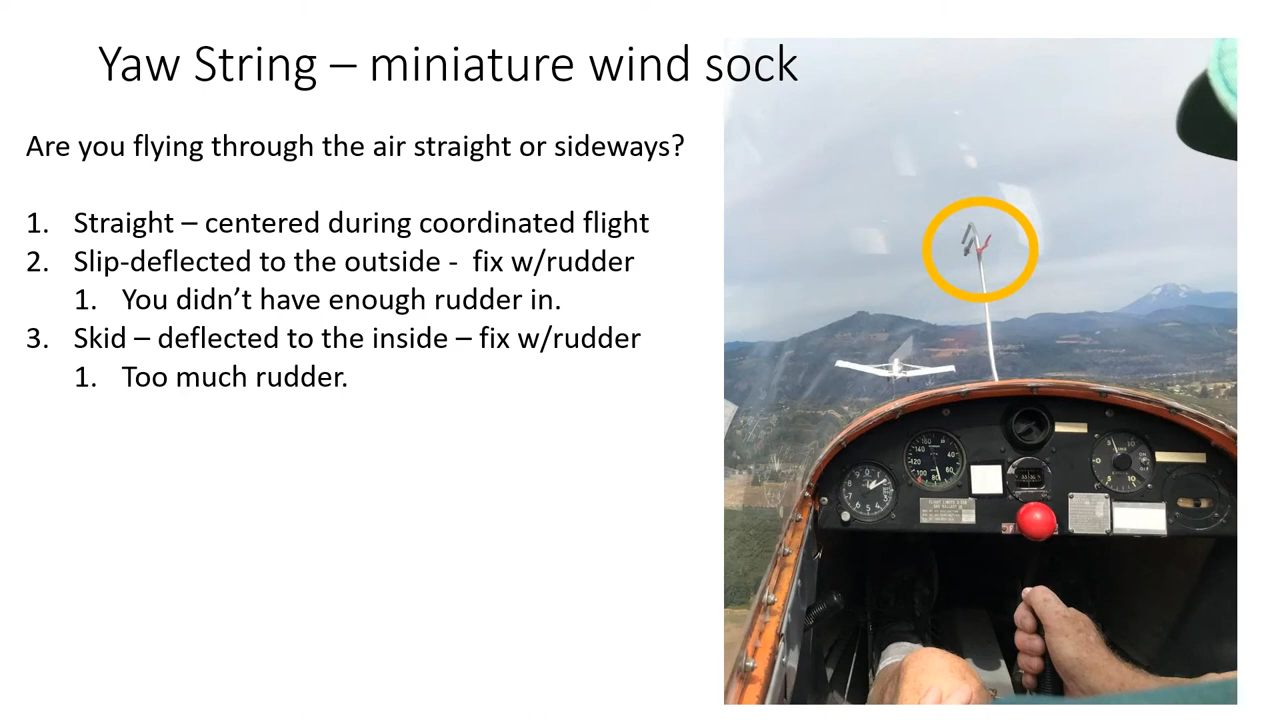 Yaw String – miniature wind sock
Are you flying through the air straight or sideways?
1. Straight – centered during coordinated flight
2. Slip-deflected to the outside - fix w/rudder
1. You didn’t have enough rudder in.
3. Skid – deflected to the inside – fix w/rudder
1. Too much rudder.